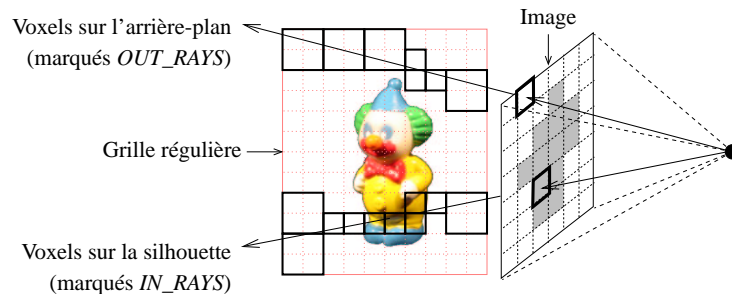 Voxels sur l'arrière-plan
(marqués OUT_RAYS)
Image
Grille régulière
Voxels sur la silhouette
(marqués IN_RAYS)